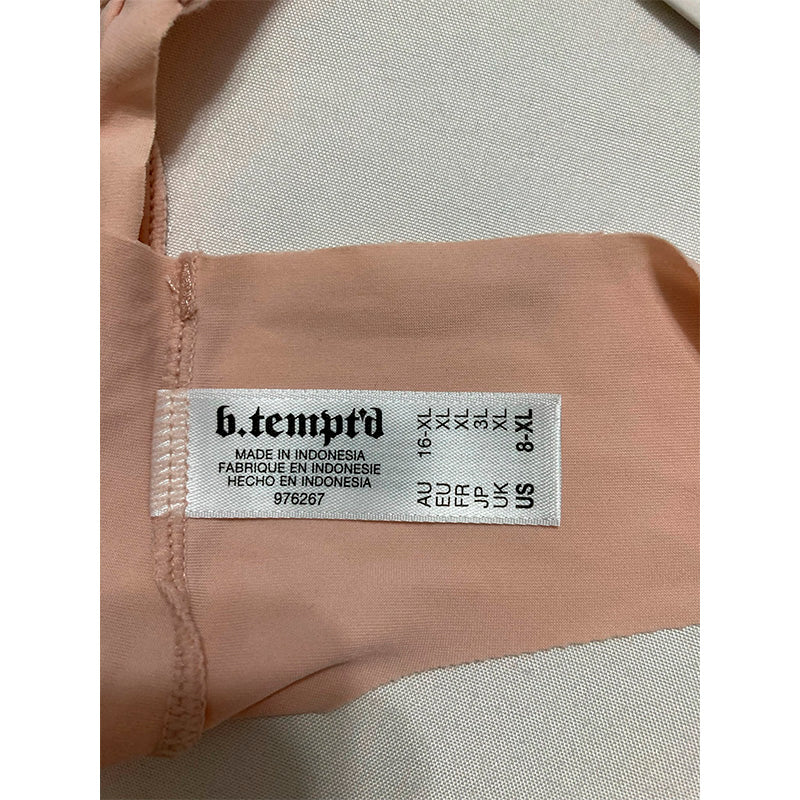 b.tempt'd
MADE IN INDONESIA
FABRIQUE EN INDONESIE
HECHO EN INDONESIA
976267
AU 16-XL
EU XL
FR XL
JP 3L
UK XL
US 8-XL